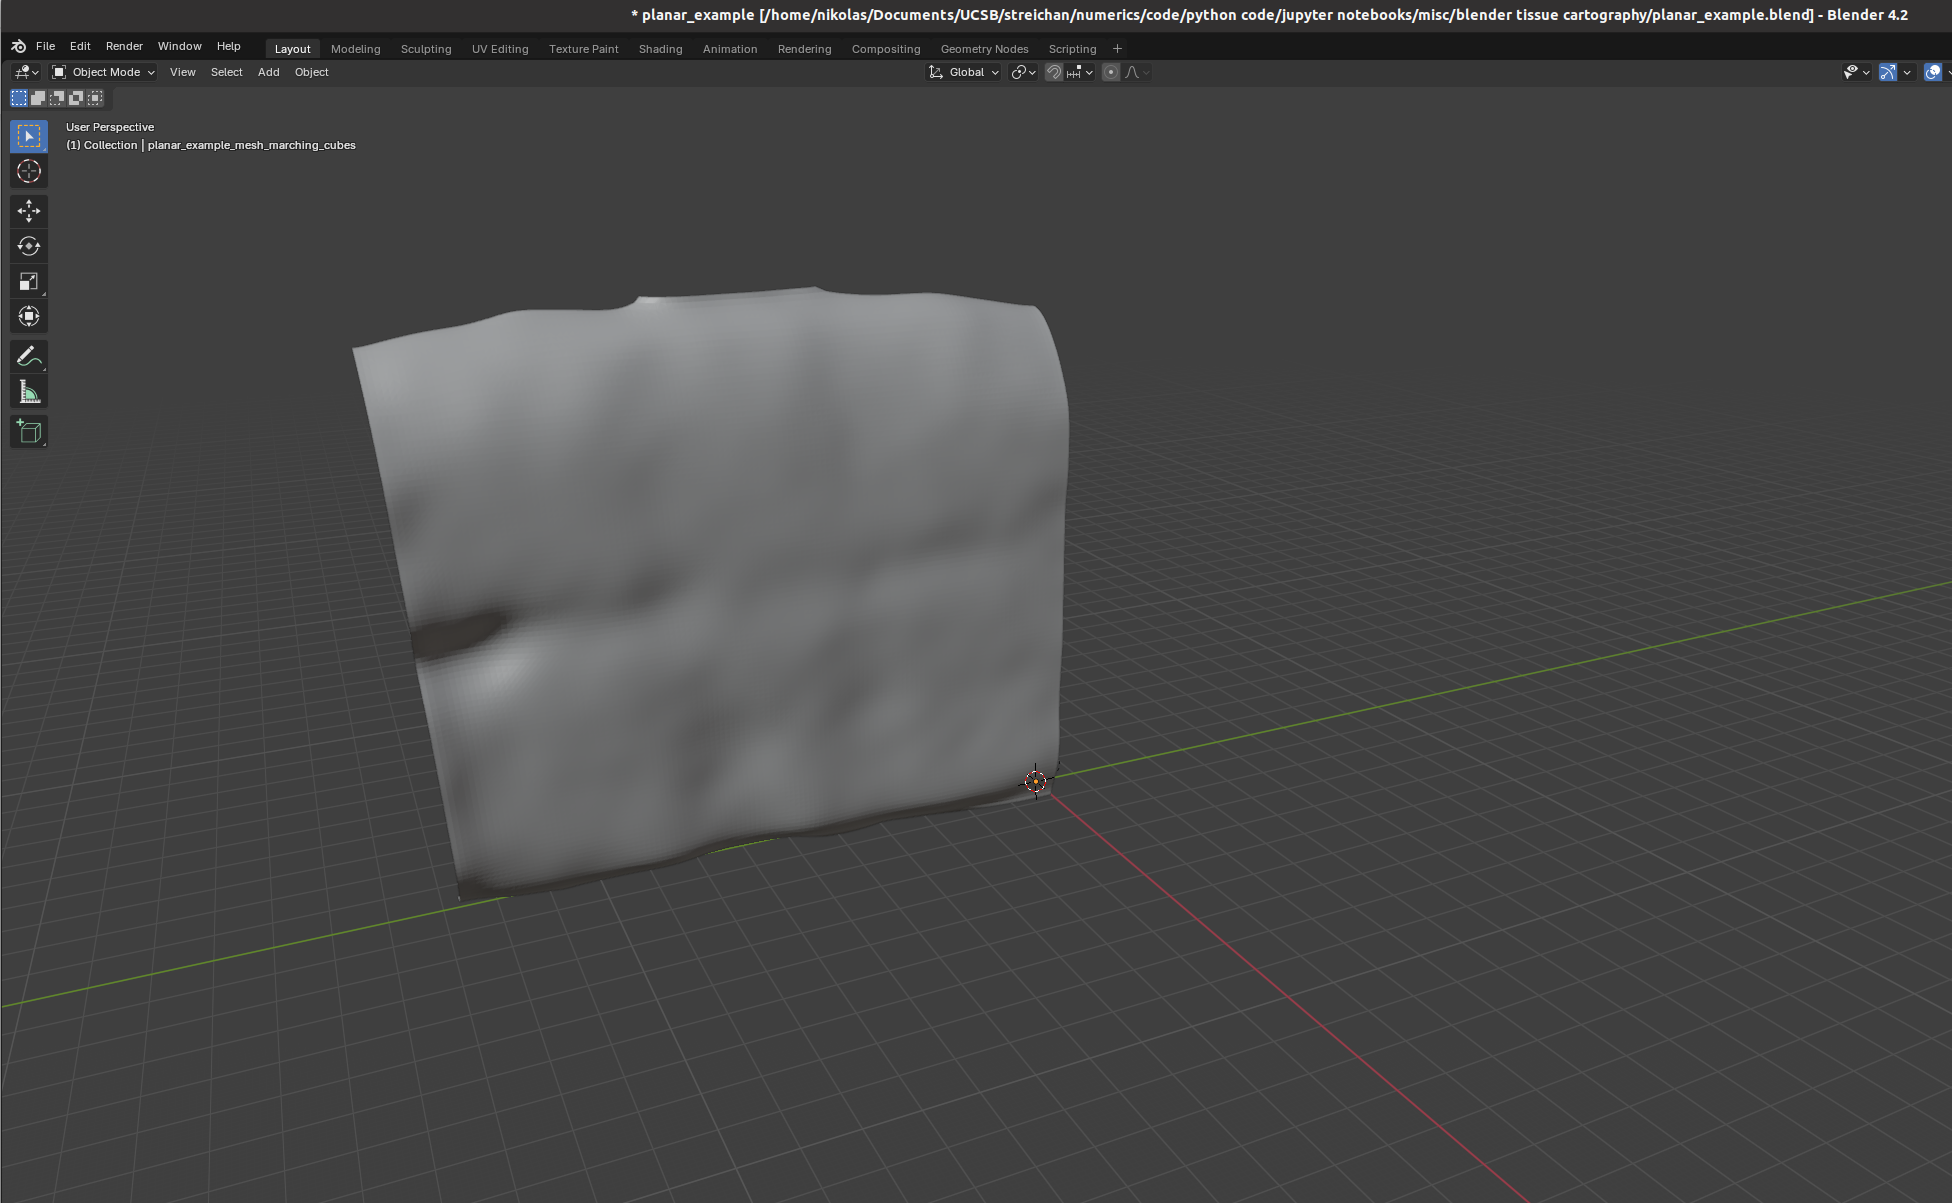 * planar_example [/home/nikolas/Documents/UCSB/streichan/numerics/code/python code/jupyter notebooks/misc/blender tissue cartography/planar_example.blend] - Blender 4.2
File Edit Render Window Help Layout Modeling Sculpting UV Editing Texture Paint Shading Animation Rendering Compositing Geometry Nodes Scripting +
Object Mode View Select Add Object Global
User Perspective
(1) Collection | planar_example_mesh_marching_cubes